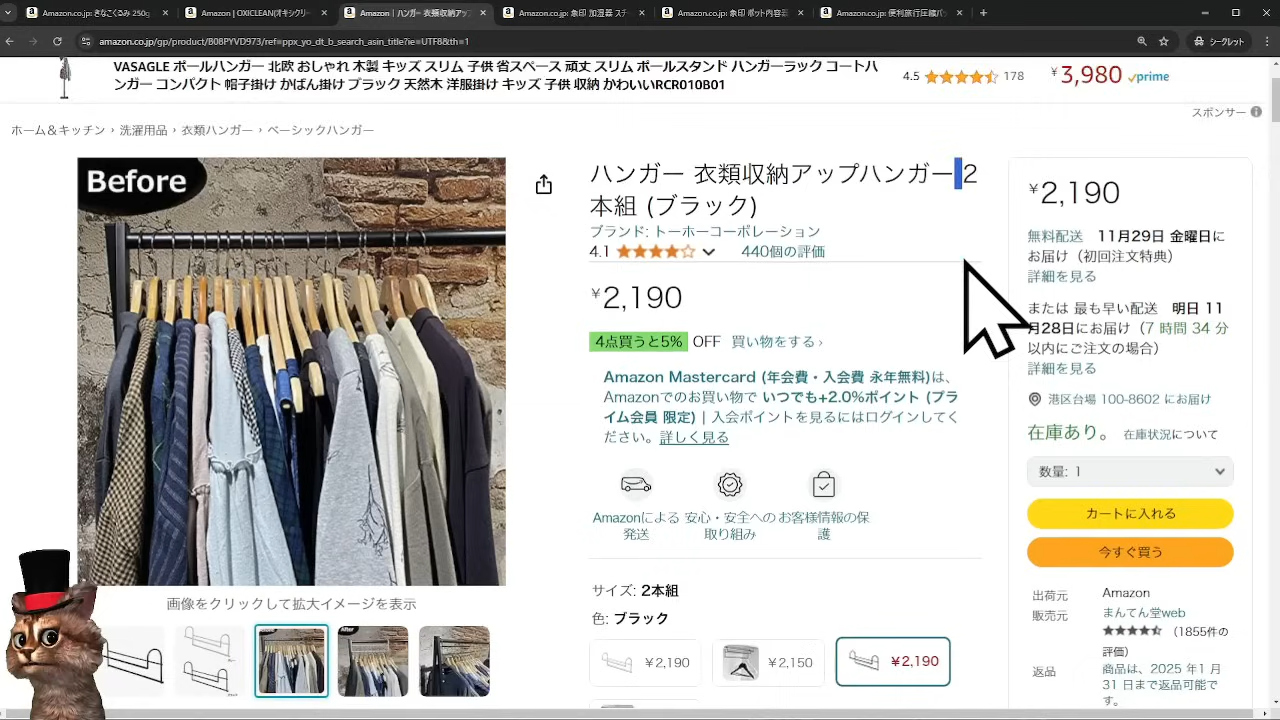 Amazon.co.jp: きなこぐみ 250g
Amazon | OXICLEAN(オキシクリー
Amazon | ハンガー 衣類収納アッ
Amazon.co.jp: 象印 加湿器 ス
Amazon.co.jp: 象印 ポット内容器
Amazon.co.jp: 便利旅行圧縮バ
amazon.co.jp/gp/product/B08PYVD973/ref=ppx_yo_dt_b_search_asin_title?ie=UTF8&th=1
シークレット
VASAGLE ポールハンガー 北欧 おしゃれ 木製 キッズ スリム 子供 省スペース 頑丈 スリム ポールスタンド ハンガーラック コートハ
ンガー コンパクト 帽子掛け かばん掛け ブラック 天然木 洋服掛け キッズ 子供 収納 かわいいRCR010B01
4.5 178 ¥3,980 prime
スポンサー
ホーム＆キッチン › 洗濯用品 › 衣類ハンガー › ベーシックハンガー
Before
ハンガー 衣類収納アップハンガー 2
本組 (ブラック)
ブランド: トーホーコーポレーション
4.1 440個の評価
¥2,190
4点買うと5% OFF 買い物をする ›
Amazon Mastercard (年会費・入会費 永年無料)は、
Amazonでのお買い物で いつでも+2.0%ポイント (プラ
イム会員 限定) | 入会ポイントを見るにはログインしてく
ださい。詳しく見る
Amazonによる
発送
安心・安全への
取り組み
お客様情報の保
護
サイズ: 2本組
色: ブラック
¥2,190
¥2,150
¥2,190
画像をクリックして拡大イメージを表示
After
¥2,190
無料配送 11月29日 金曜日に
お届け（初回注文特典）
詳細を見る
または 最も早い配送 明日 11
月28日にお届け（7 時間 34 分
以内にご注文の場合）
詳細を見る
港区台場 100-8602 にお届け
在庫あり。 在庫状況について
数量: 1
カートに入れる
今すぐ買う
出荷元 Amazon
販売元 まんてん堂web
（1855件の
評価）
返品 商品は、2025 年1 月
31 日まで返品可能で
す。